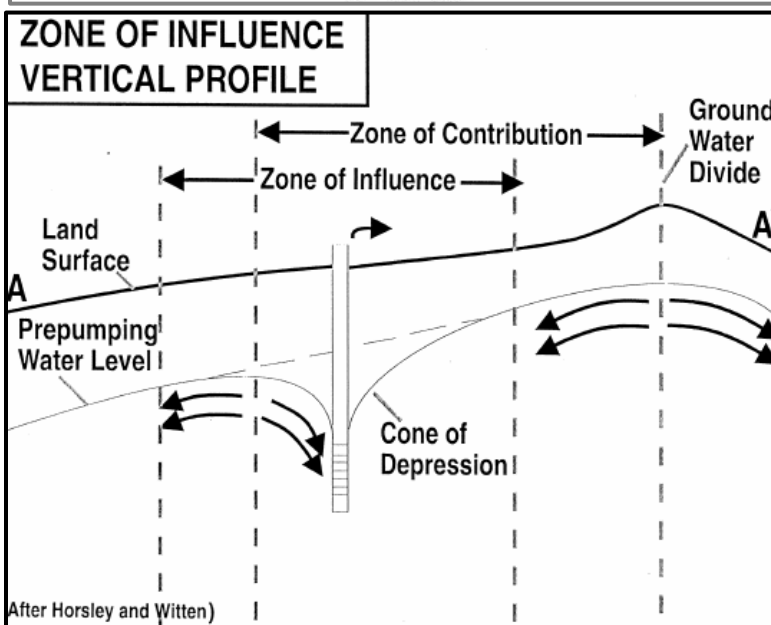 ZONE OF INFLUENCE
VERTICAL PROFILE
Ground
Water
Divide
Zone of Contribution
Zone of Influence
Land
Surface
A
A
Prepumping
Water Level
Cone of
Depression
After Horsley and Witten)